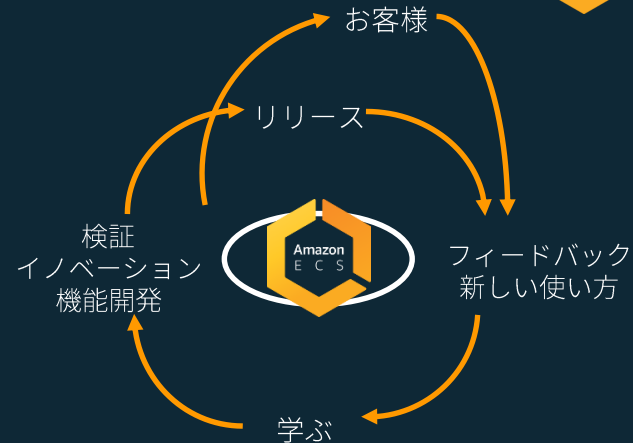 お客様
リリース
検証
イノベーション
機能開発
Amazon
ECS
フィードバック
新しい使い方
学ぶ